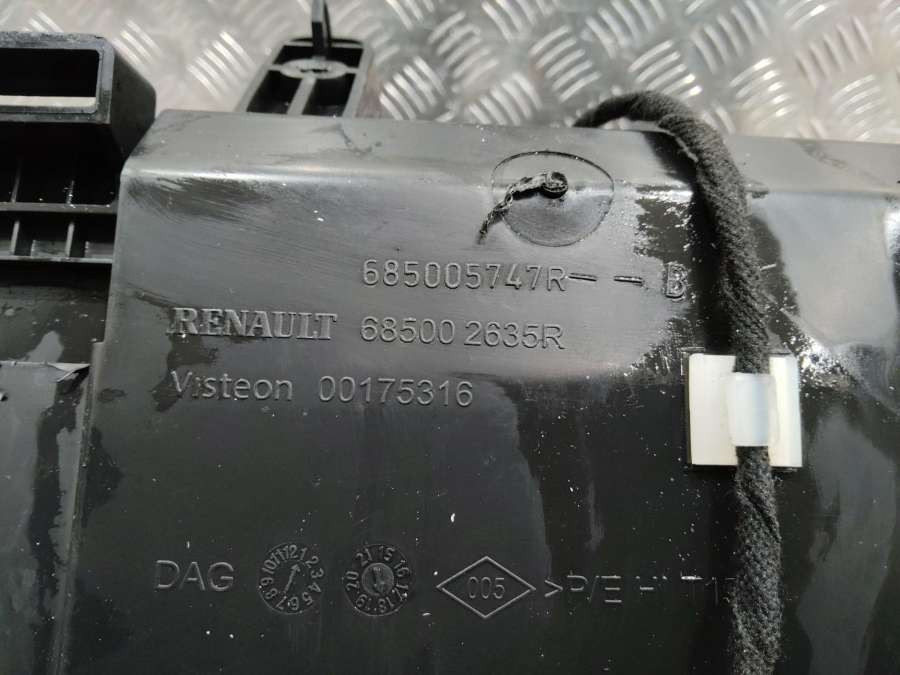 685005747R-- B
RENAULT 68500 2635R
Visteon 00175316
DAG 005 >P/E